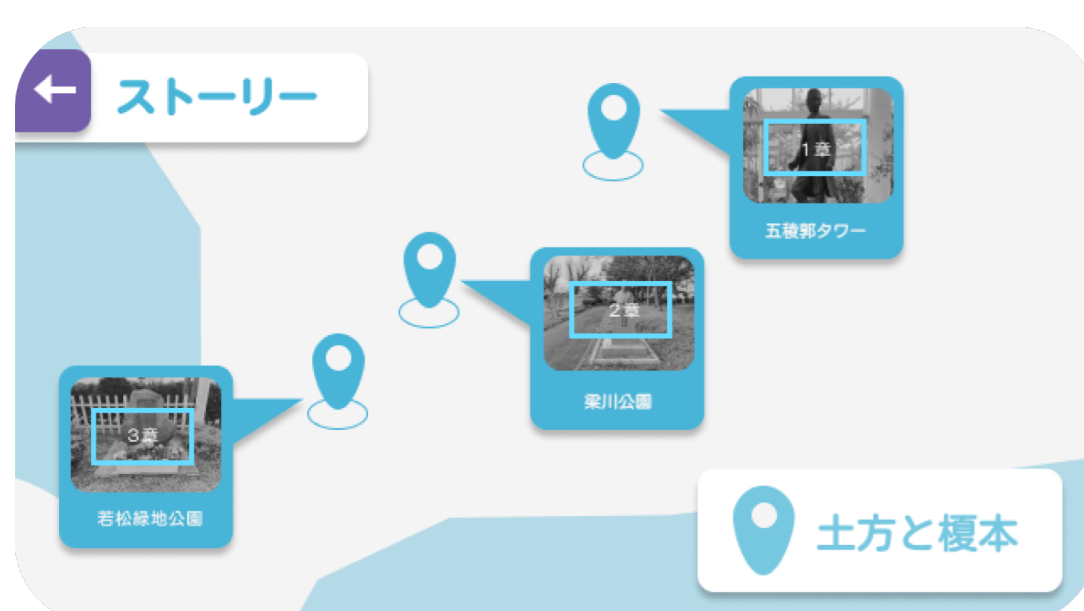 ストーリー
1章
五稜郭タワー
2章
梁川公園
3章
若松緑地公園
土方と榎本